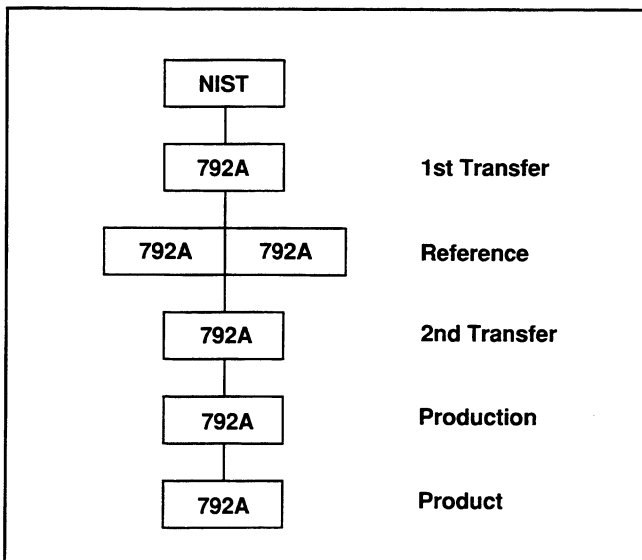 NIST
792A 1st Transfer
792A 792A Reference
792A 2nd Transfer
792A Production
792A Product